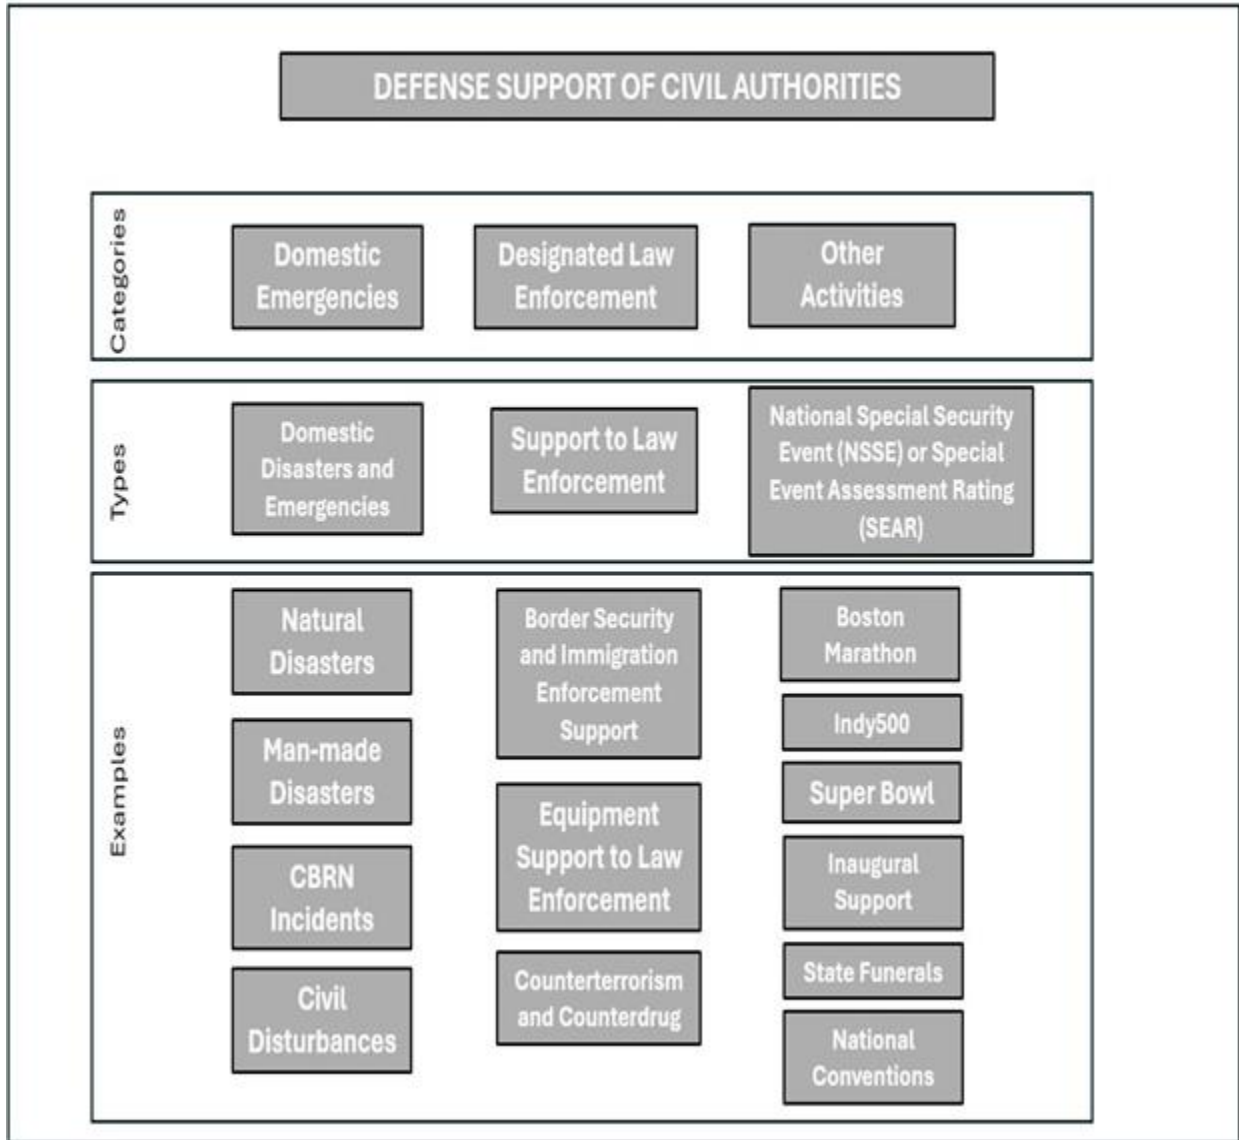 DEFENSE SUPPORT OF CIVIL AUTHORITIES
Categories
Domestic
Emergencies
Designated Law
Enforcement
Other
Activities
Types
Domestic
Disasters and
Emergencies
Support to Law
Enforcement
National Special Security
Event (NSSE) or Special
Event Assessment Rating
(SEAR)
Examples
Natural
Disasters
Man-made
Disasters
CBRN
Incidents
Civil
Disturbances
Border Security
and Immigration
Enforcement
Support
Equipment
Support to Law
Enforcement
Counterterrorism
and Counterdrug
Boston
Marathon
Indy500
Super Bowl
Inaugural
Support
State Funerals
National
Conventions